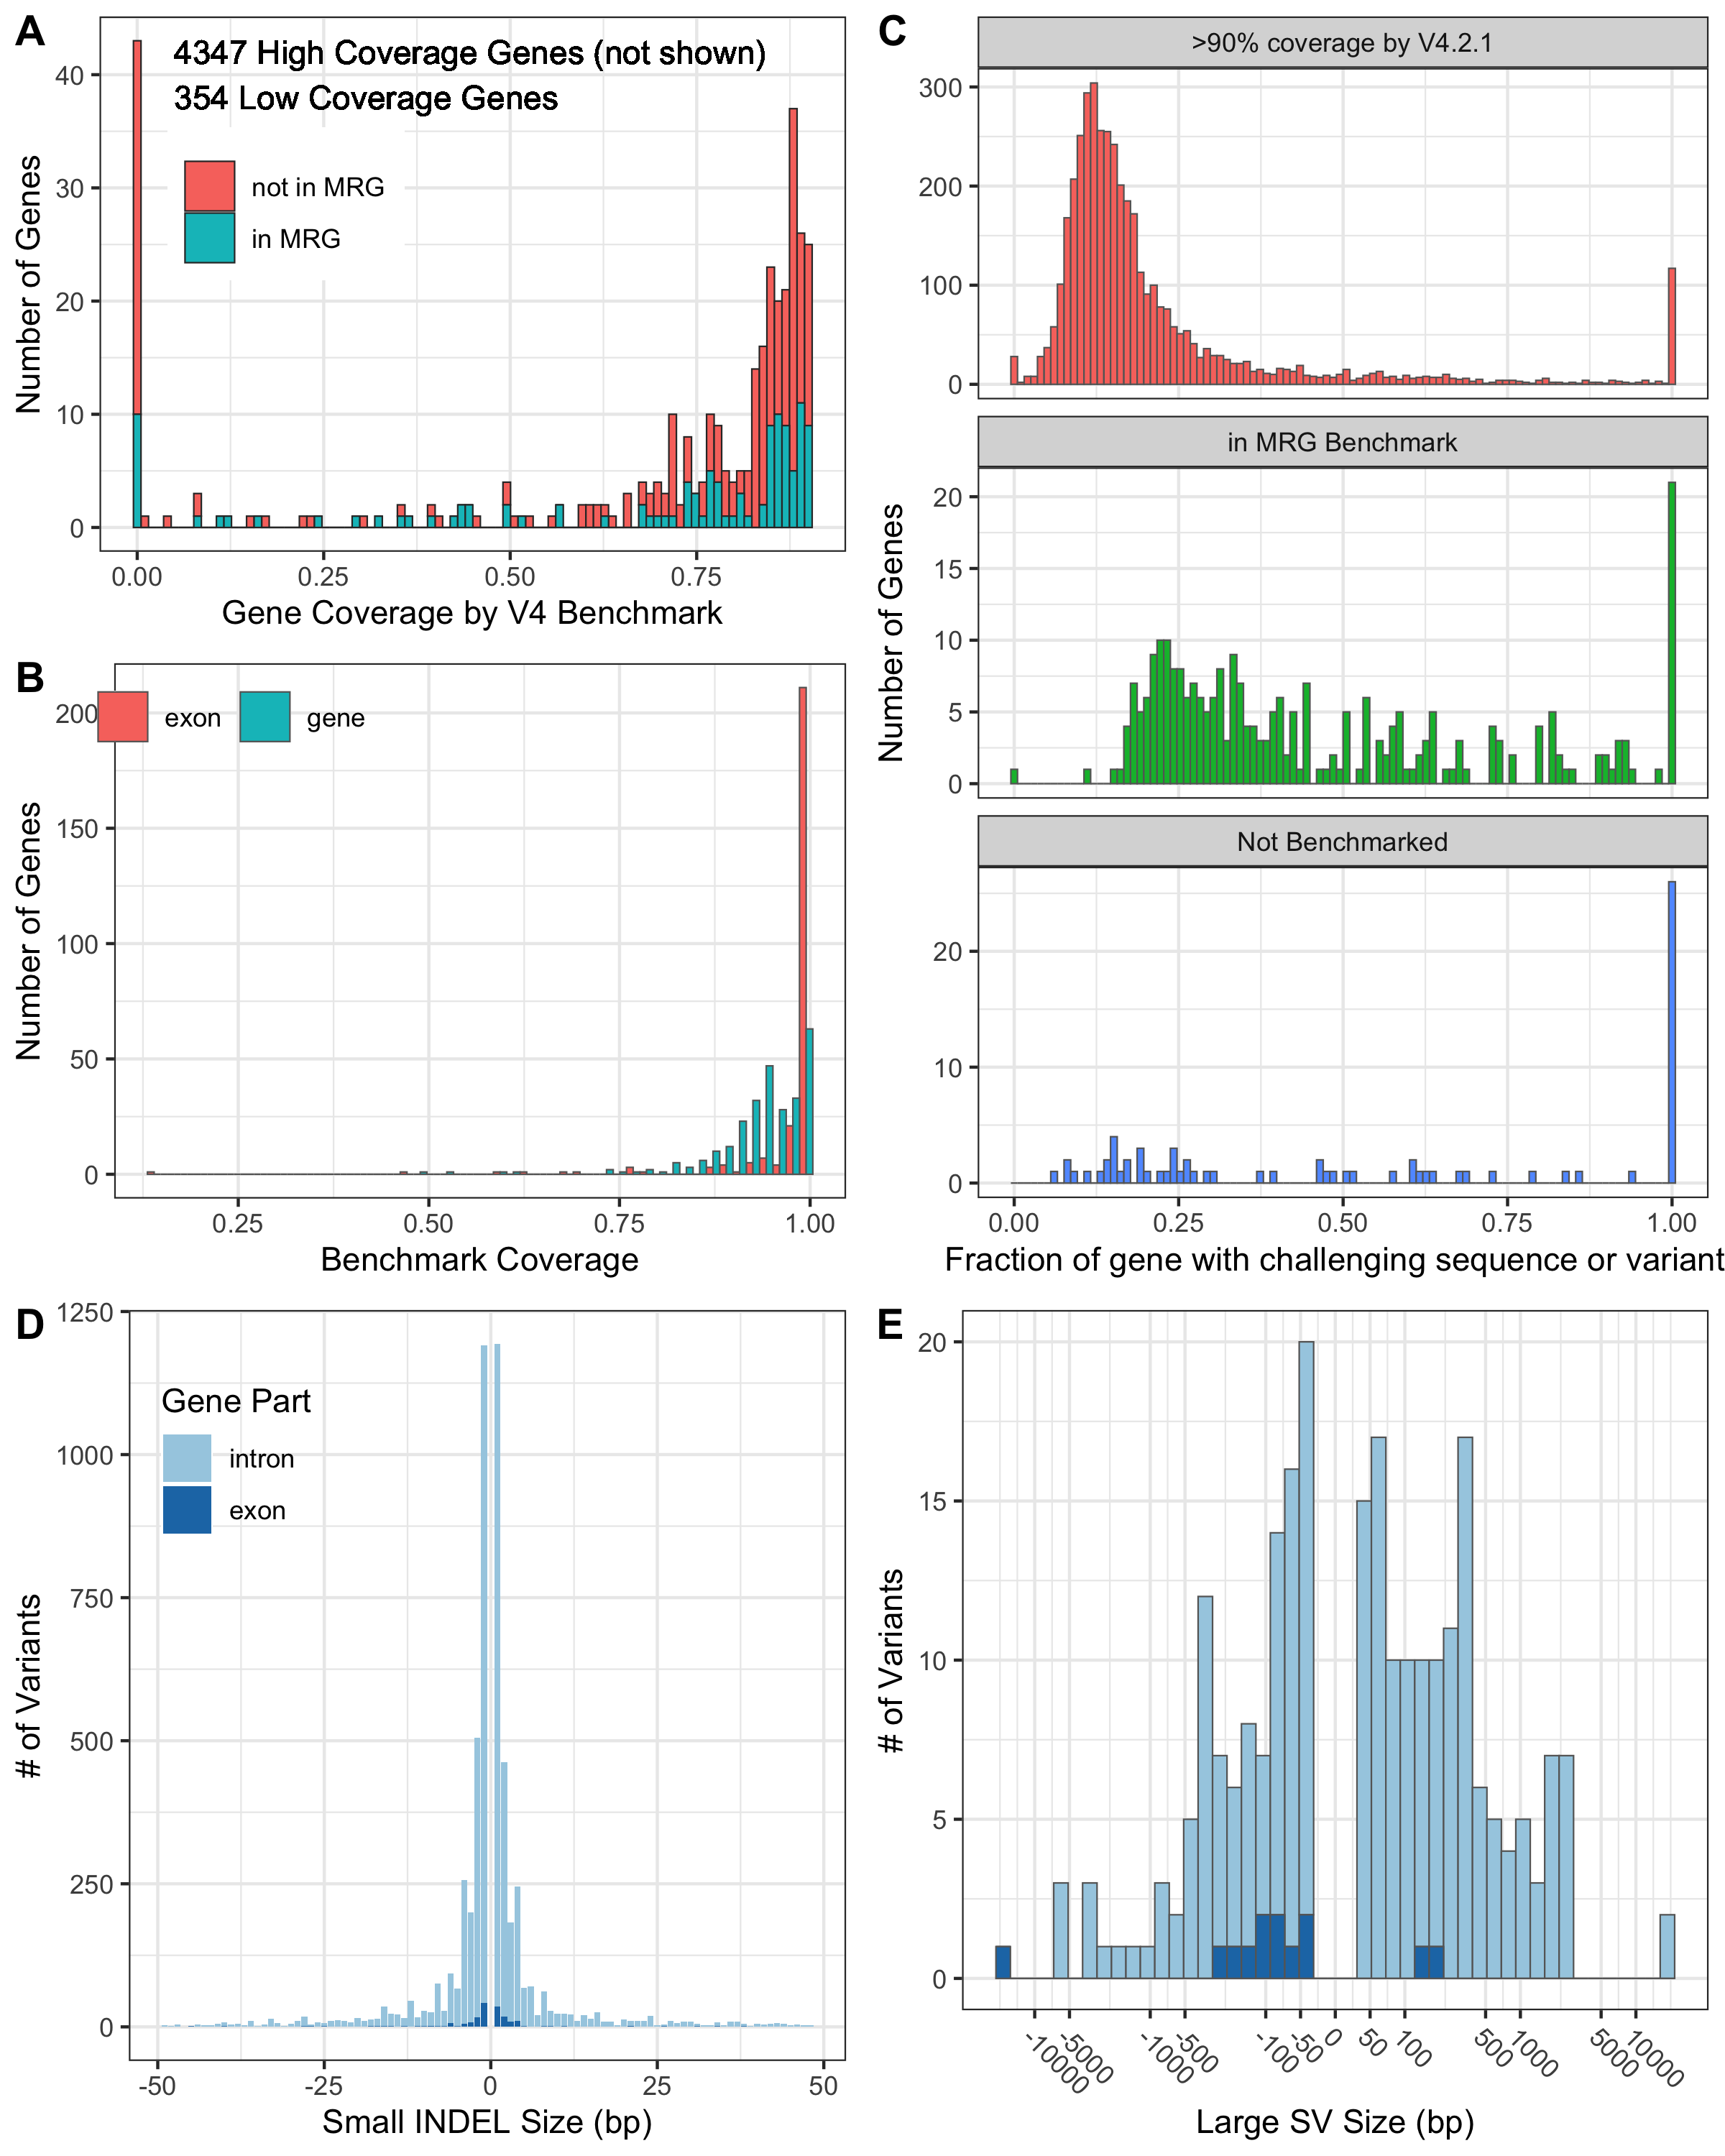 A
4347 High Coverage Genes (not shown)
354 Low Coverage Genes
not in MRG
in MRG
Number of Genes
40
30
20
10
0
0.00 0.25 0.50 0.75
Gene Coverage by V4 Benchmark
B
exon gene
Number of Genes
200
150
100
50
0
0.25 0.50 0.75 1.00
Benchmark Coverage
C
>90% coverage by V4.2.1
300
200
100
0
in MRG Benchmark
Number of Genes
20
15
10
5
0
Not Benchmarked
20
10
0
0.00 0.25 0.50 0.75 1.00
Fraction of gene with challenging sequence or variant
D
Gene Part
intron
exon
# of Variants
1250
1000
750
500
250
0
-50 -25 0 25 50
Small INDEL Size (bp)
E
# of Variants
20
15
10
5
0
-10000 -5000 -1000 -500 -100 -50 0 50 100 500 1000 5000 10000
Large SV Size (bp)